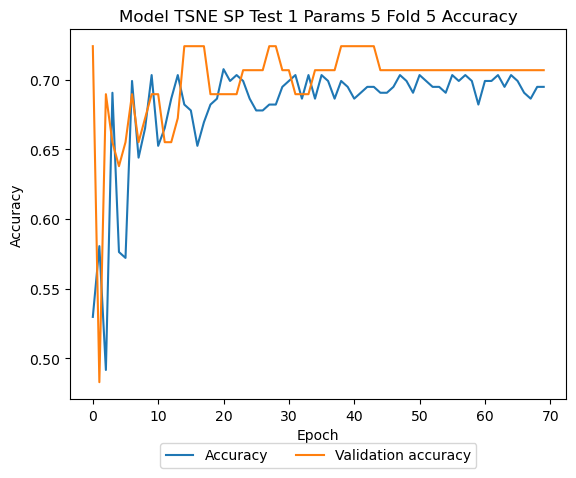 Model TSNE SP Test 1 Params 5 Fold 5 Accuracy
Accuracy
0.70
0.65
0.60
0.55
0.50
0 10 20 30 40 50 60 70
Epoch
Accuracy Validation accuracy